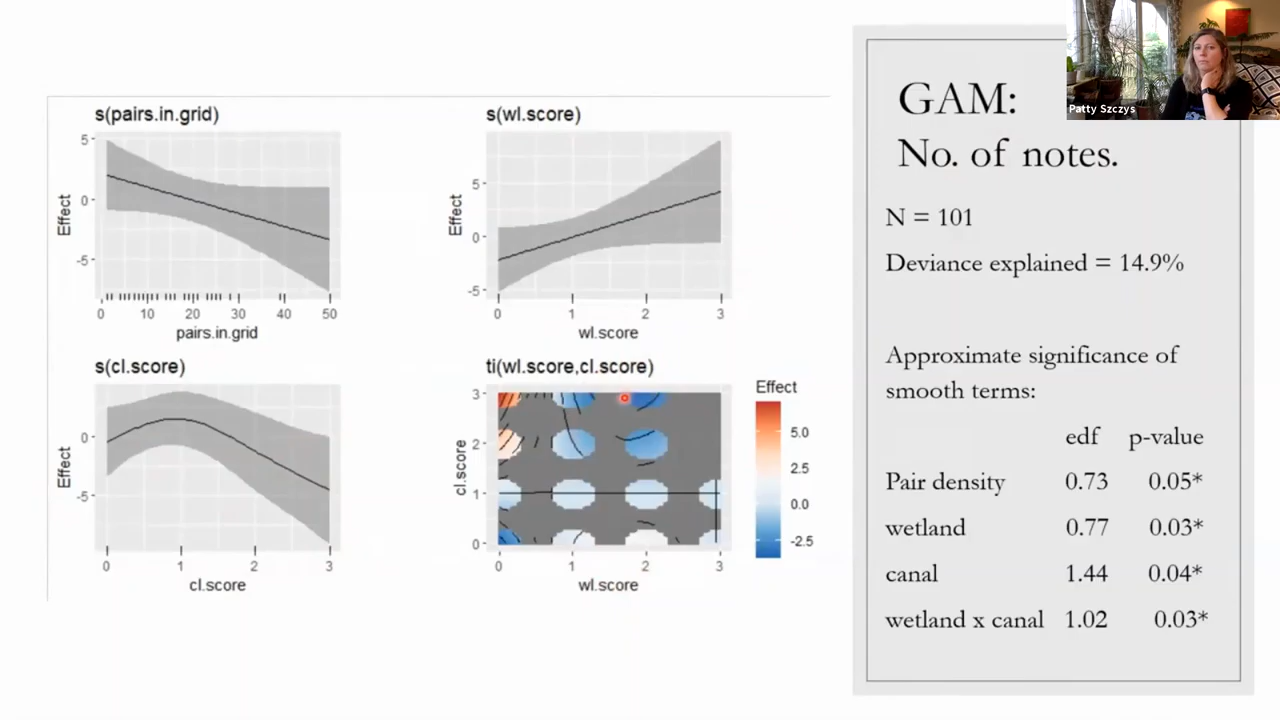 s(pairs.in.grid)
5
0
-5
Effect
0 10 20 30 40 50
pairs.in.grid
s(wl.score)
5
0
-5
Effect
0 1 2 3
wl.score
s(cl.score)
0
-5
Effect
0 1 2 3
cl.score
ti(wl.score,cl.score)
3
2
1
0
cl.score
0 1 2 3
wl.score
Effect
5.0
2.5
0.0
-2.5
GAM:
No. of notes.
N = 101
Deviance explained = 14.9%
Approximate significance of
smooth terms:
edf p-value
Pair density 0.73 0.05*
wetland 0.77 0.03*
canal 1.44 0.04*
wetland x canal 1.02 0.03*
Patty Szczys